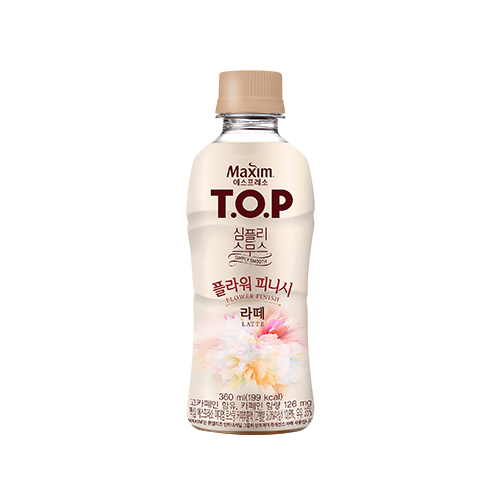 Maxim.
에스프레소
T.O.P
심플리
스무스
SIMPLY SMOOTH
플라워 피니시
FLOWER FINISH
라떼
LATTE
360 ml(199 kcal)
고카페인 함유, 카페인 함량 126 mg